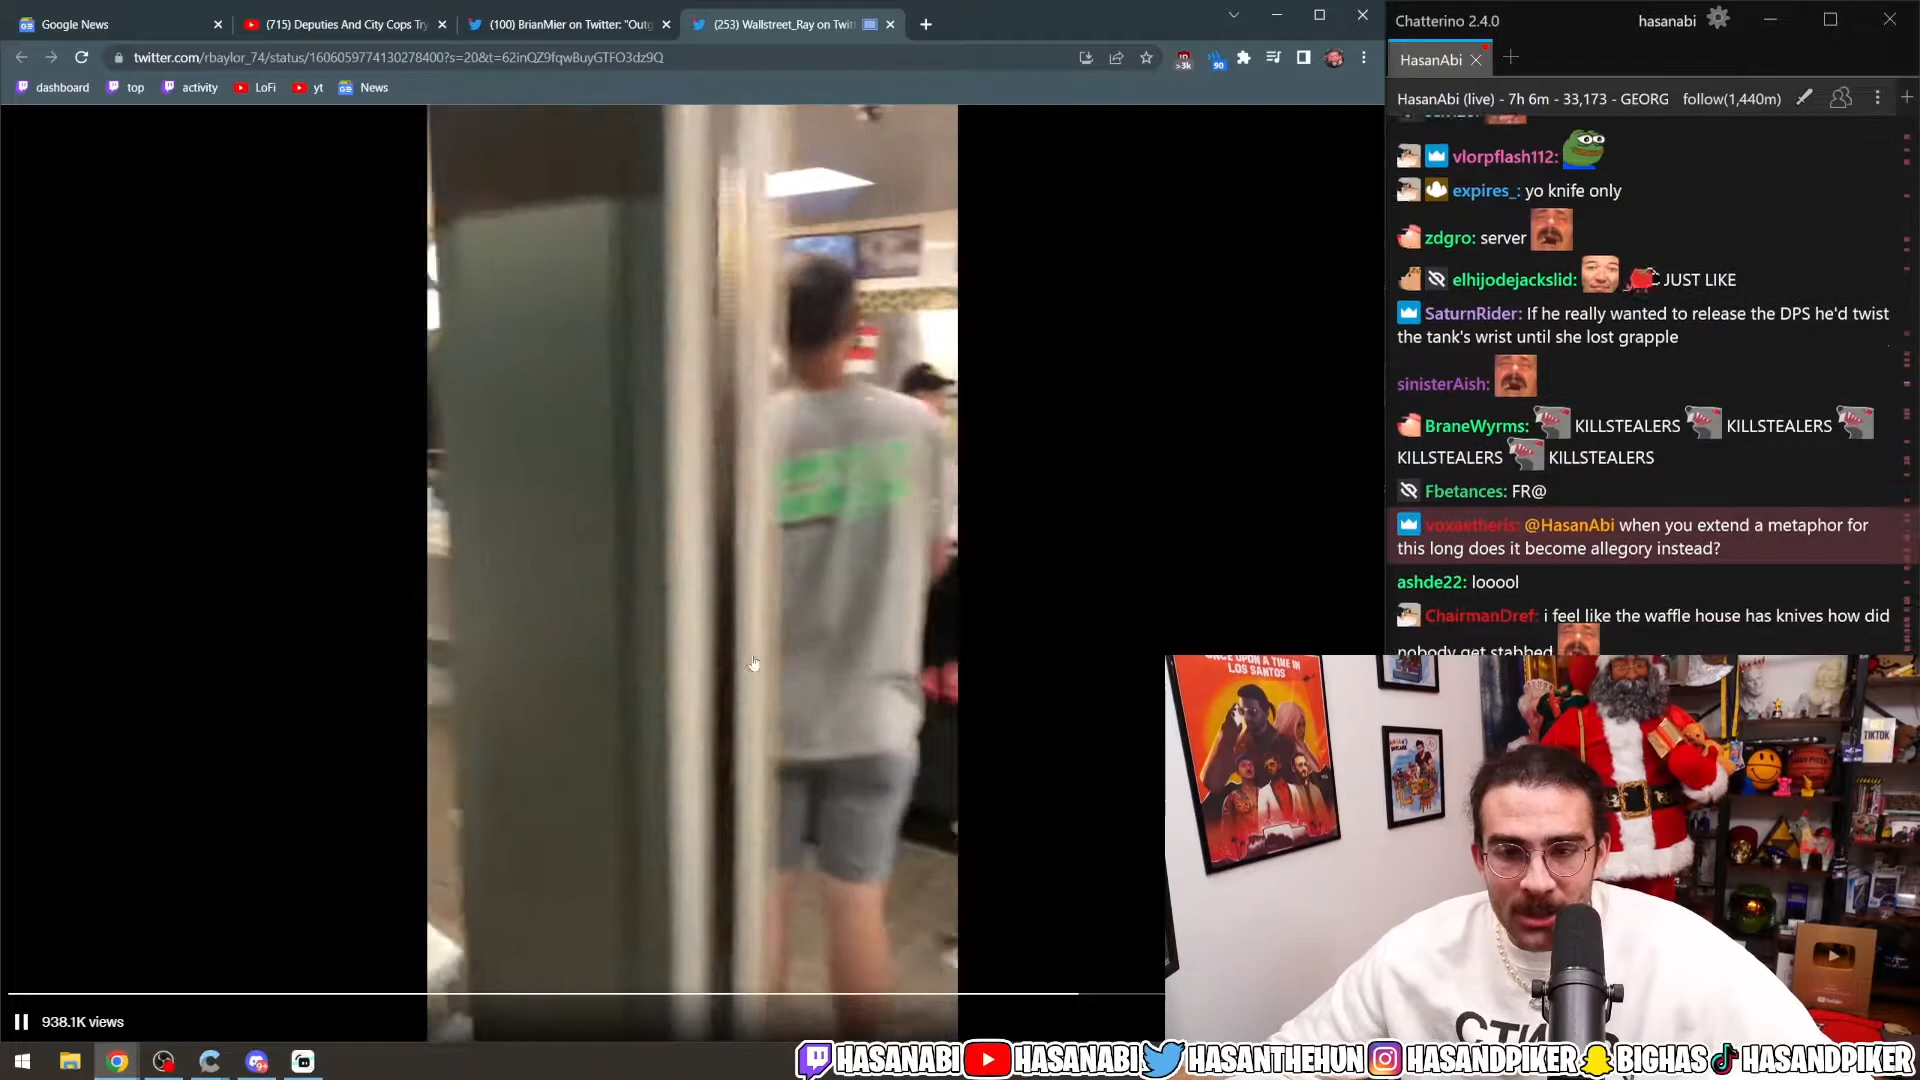 Google News
(715) Deputies And City Cops Try
(100) BrianMier on Twitter: "Outg
(253) Wallstreet_Ray on Twitt
Chatterino 2.4.0
hasanabi
twitter.com/rbaylor_74/status/1606059774130278400?s=20&t=62inQZ9fqwBuyGTFO3dz9Q
>3k
90
HasanAbi
dashboard
top
activity
LoFi
yt
News
HasanAbi (live) - 7h 6m - 33,173 - GEORG
follow(1,440m)
vlorpflash112:
expires_: yo knife only
zdgro: server
elhijodejackslid: JUST LIKE
SaturnRider: If he really wanted to release the DPS he'd twist
the tank's wrist until she lost grapple
sinisterAish:
BraneWyrms: KILLSTEALERS KILLSTEALERS
KILLSTEALERS KILLSTEALERS
Fbetances: FR@
voxaetheris: @HasanAbi when you extend a metaphor for
this long does it become allegory instead?
ashde22: looool
ChairmanDref: i feel like the waffle house has knives how did
nobody get stabbed
ONCE UPON A TIME IN
LOS SANTOS
TIKTOK
938.1K views
HASANABI HASANABI HASANTHEHUN HASANDPIKER BIGHAS HASANDPIKER